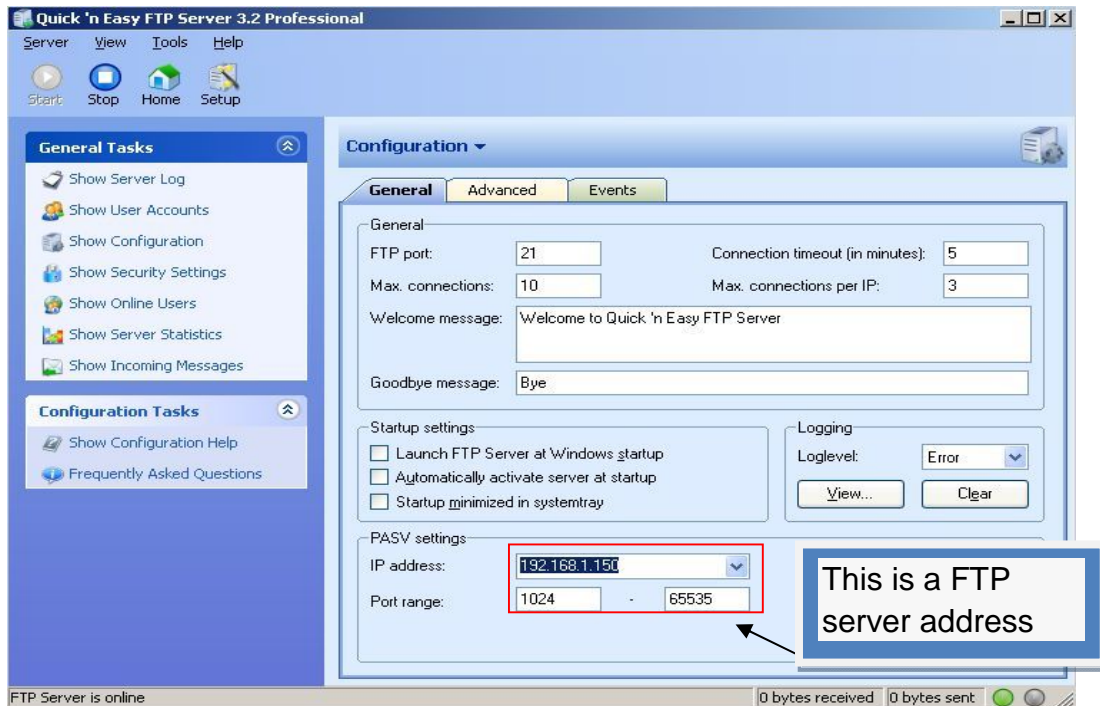 Quick 'n Easy FTP Server 3.2 Professional
Server View Tools Help
Start Stop Home Setup
General Tasks
Show Server Log
Show User Accounts
Show Configuration
Show Security Settings
Show Online Users
Show Server Statistics
Show Incoming Messages
Configuration Tasks
Show Configuration Help
Frequently Asked Questions
Configuration
General Advanced Events
General
FTP port: 21 Connection timeout (in minutes): 5
Max. connections: 10 Max. connections per IP: 3
Welcome message: Welcome to Quick 'n Easy FTP Server
Goodbye message: Bye
Startup settings
Launch FTP Server at Windows startup
Automatically activate server at startup
Startup minimized in systemtray
Logging
Loglevel: Error
View... Clear
PASV settings
IP address: 192.168.1.150
Port range: 1024 - 65535
This is a FTP
server address
FTP Server is online 0 bytes received 0 bytes sent